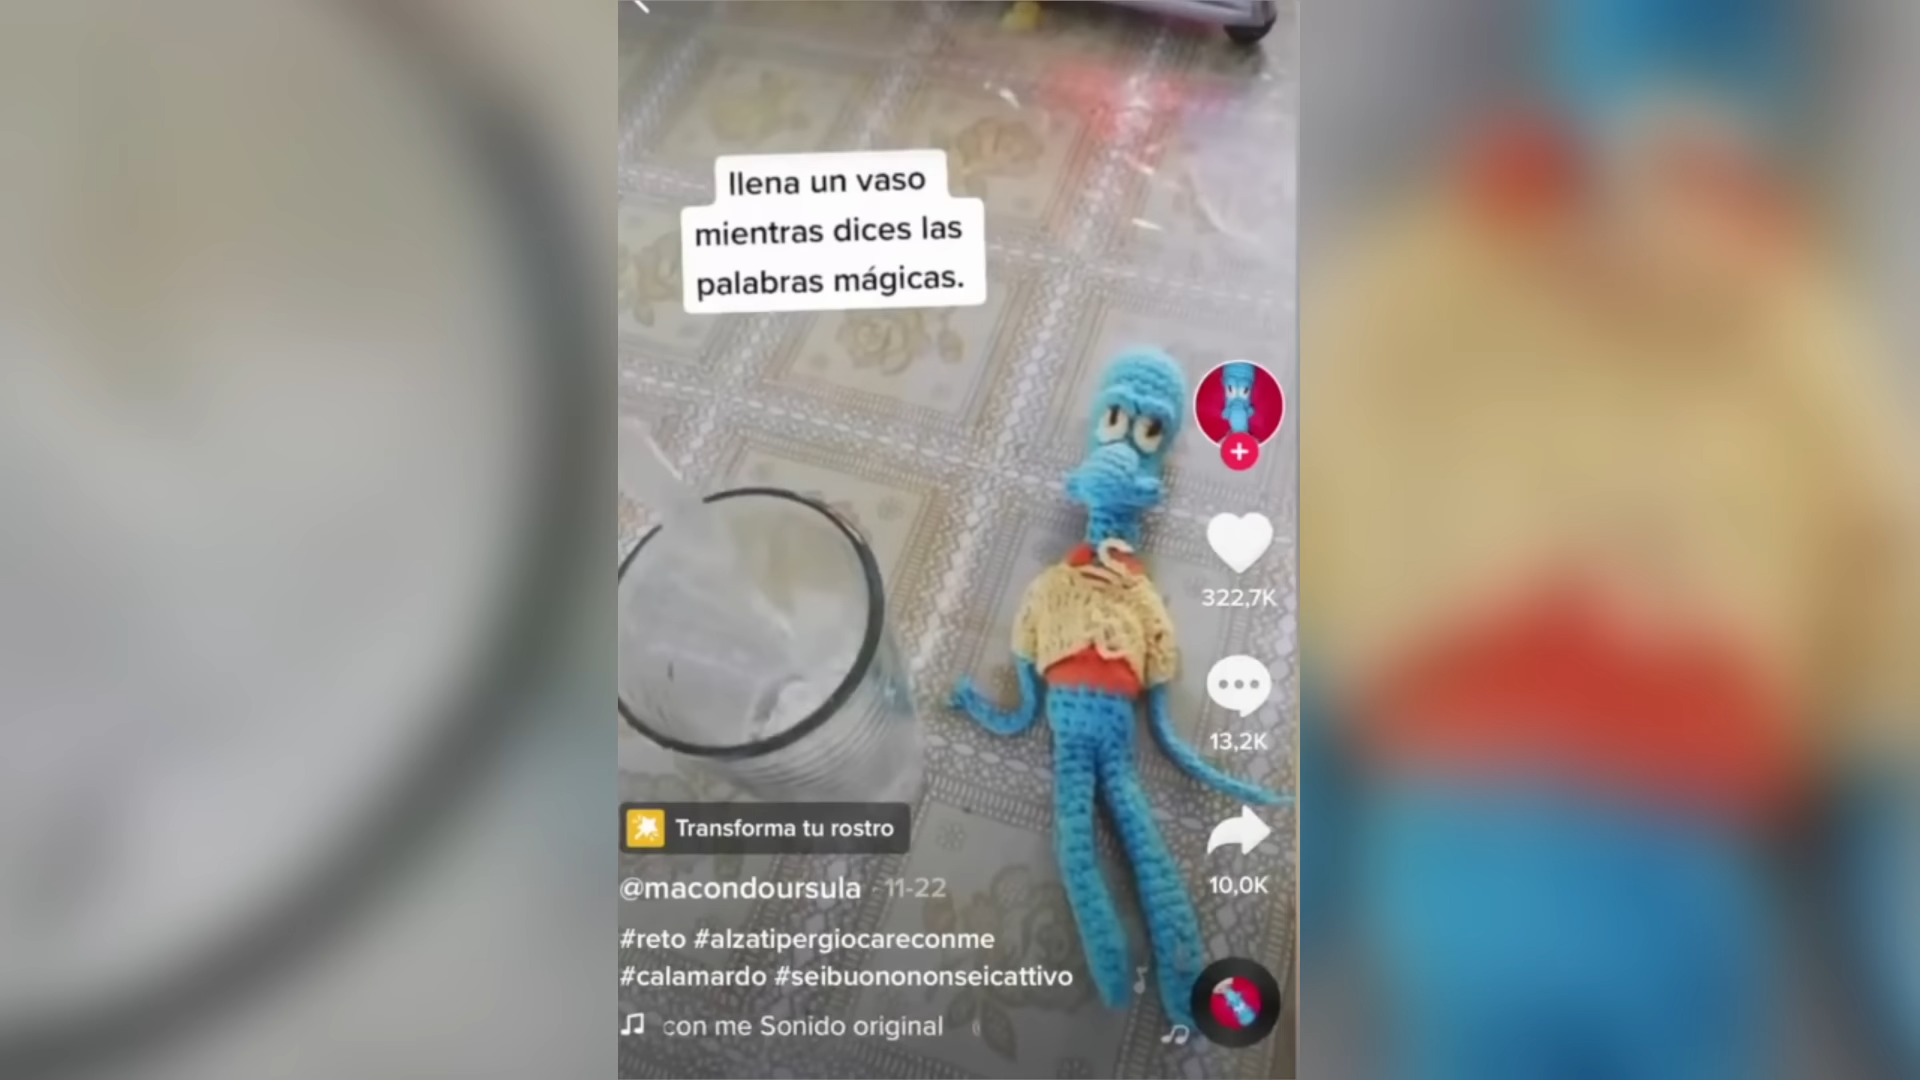 llena un vaso
mientras dices las
palabras mágicas.
322,7K
13,2K
Transforma tu rostro
10,0K
@macondoursula · 11-22
#reto #alzatipergiocareconme
#calamardo #seibuonononseicattivo
con me Sonido original